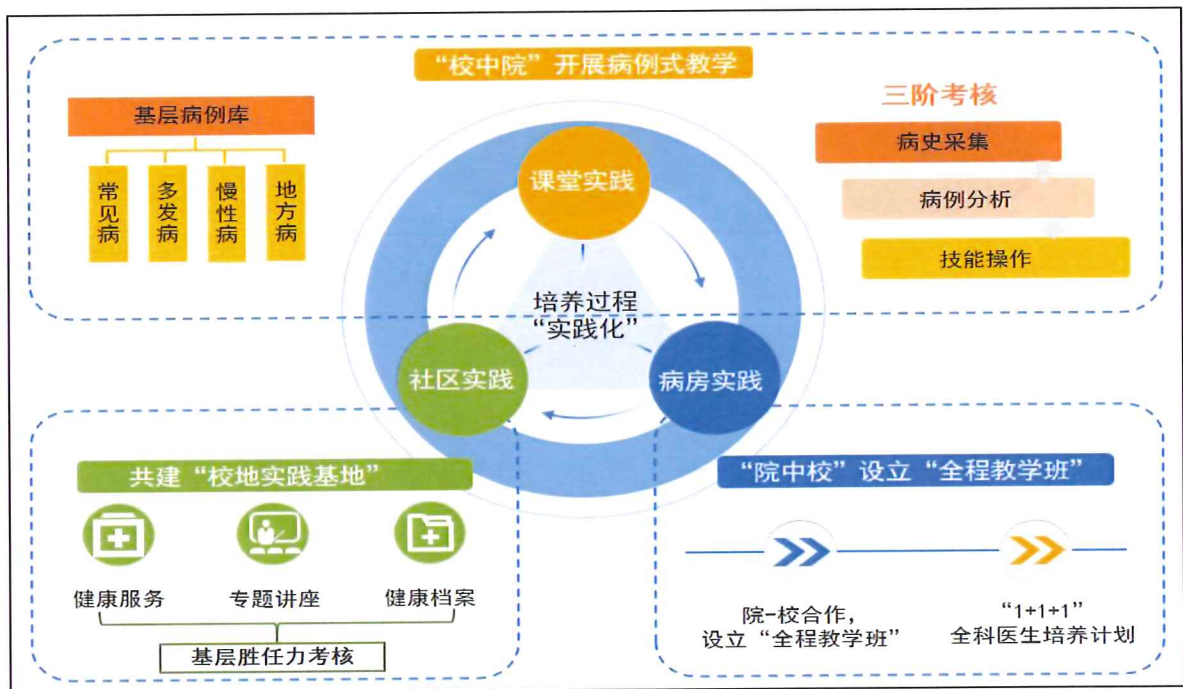 “校中院”开展病例式教学
基层病例库
常见病
多发病
慢性病
地方病
三阶考核
病史采集
病例分析
技能操作
课堂实践
培养过程
“实践化”
社区实践
病房实践
共建“校地实践基地”
健康服务
专题讲座
健康档案
基层胜任力考核
“院中校”设立“全程教学班”
院-校合作，
设立“全程教学班”
“1+1+1”
全科医生培养计划